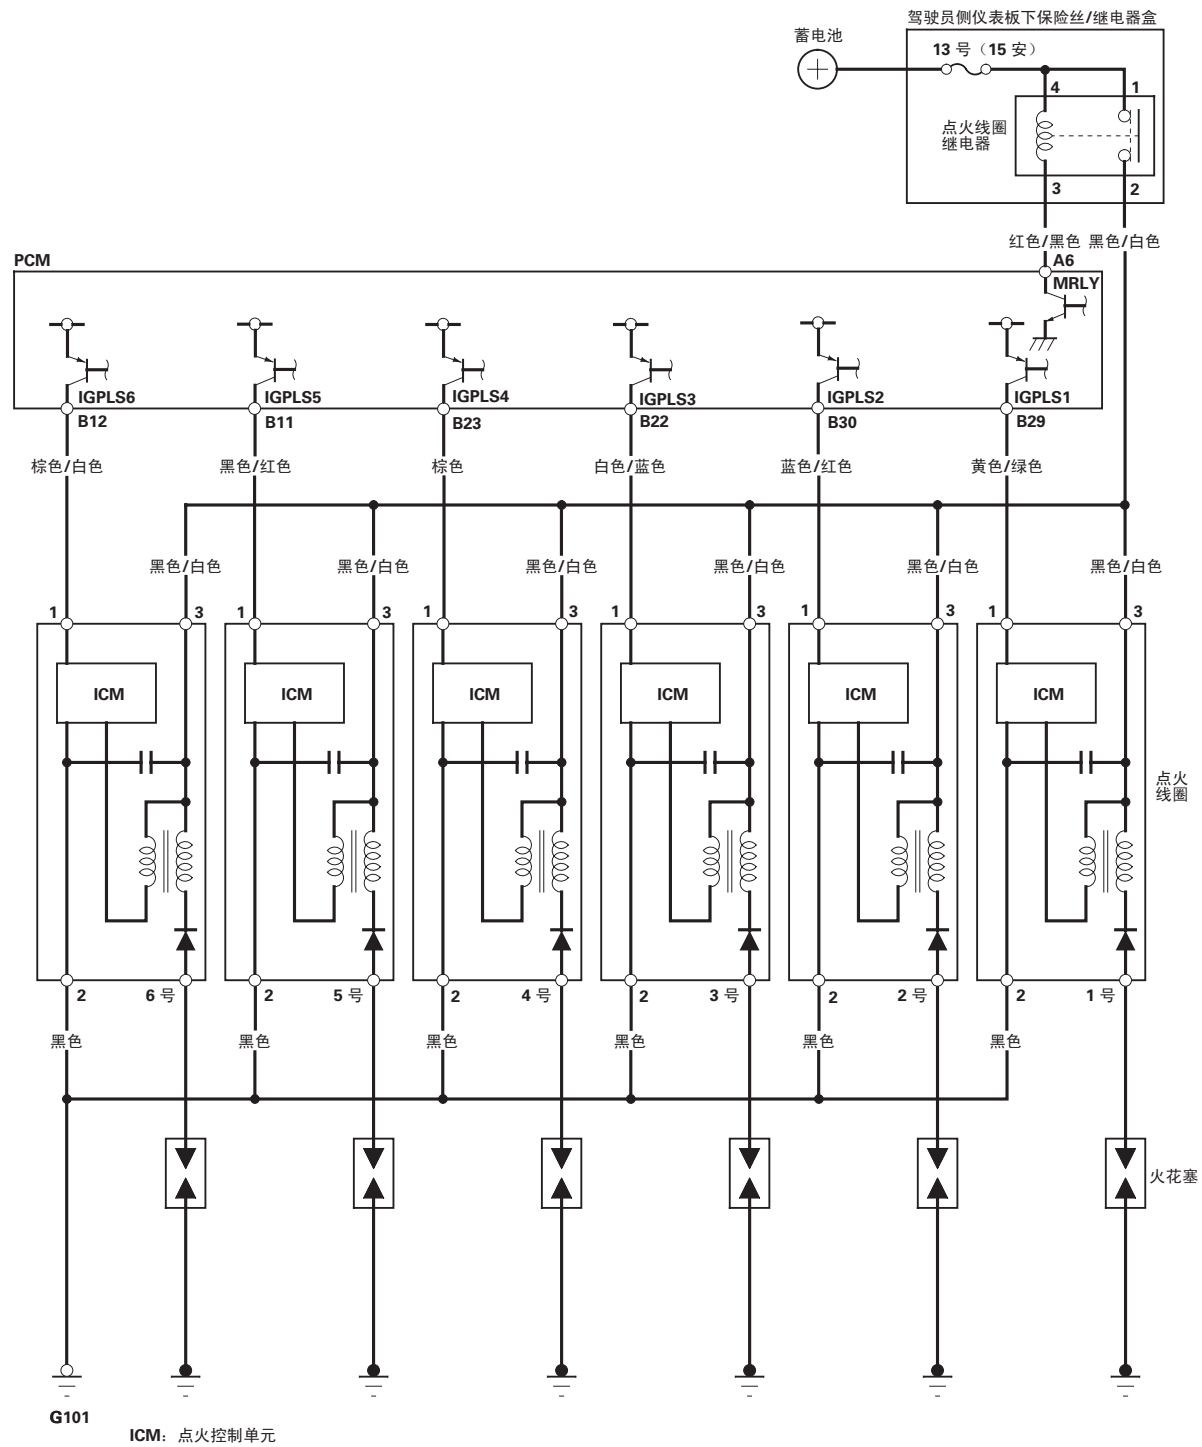 驾驶员侧仪表板下保险丝/继电器盒
蓄电池
13 号（15 安）
4 1
点火线圈
继电器
3 2
红色/黑色 黑色/白色
PCM A6
MRLY
IGPLS6 IGPLS5 IGPLS4 IGPLS3 IGPLS2 IGPLS1
B12 B11 B23 B22 B30 B29
棕色/白色 黑色/红色 棕色 白色/蓝色 蓝色/红色 黄色/绿色
黑色/白色 黑色/白色 黑色/白色 黑色/白色 黑色/白色 黑色/白色
1 3 1 3 1 3 1 3 1 3 1 3
ICM ICM ICM ICM ICM ICM
点火
线圈
2 6 号 2 5 号 2 4 号 2 3 号 2 2 号 2 1 号
黑色 黑色 黑色 黑色 黑色 黑色
火花塞
G101
ICM：点火控制单元